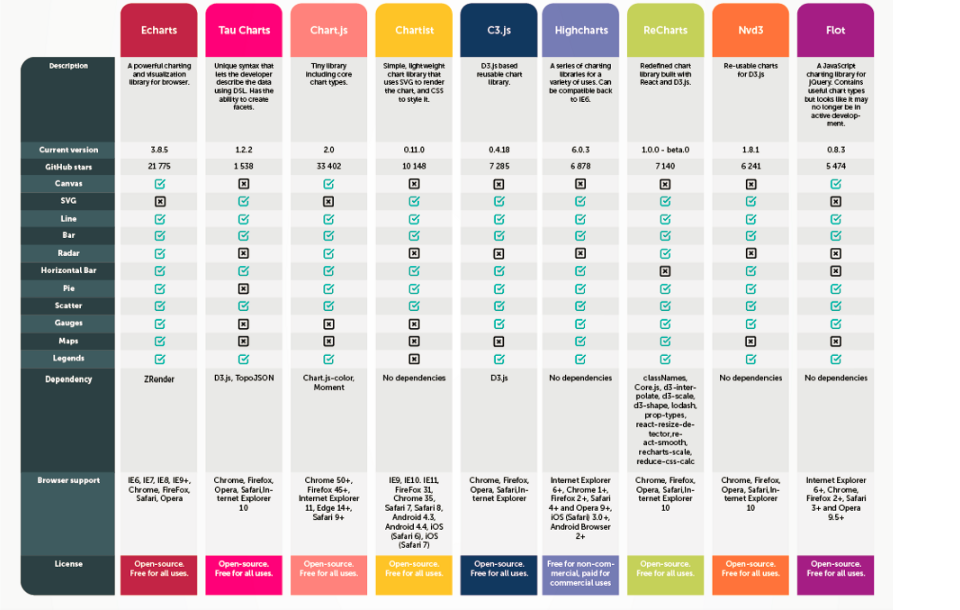 Echarts Tau Charts Chart.js Chartist C3.js Highcharts ReCharts Nvd3 Flot
Description
A powerful charting
and visualization
library for browser.
Unique syntax that
lets the developer
describe the data
using DSL. Has the
ability to create
facets.
Tiny library
including core
chart types.
Simple, lightweight
chart library that
uses SVG to render
the chart, and CSS
to style it.
D3.js based
reusable chart
library.
A series of charting
libraries for a
variety of uses. Can
be compatible back
to IE6.
Redefined chart
library built with
React and D3.js.
Re-usable charts
for D3.js
A JavaScript
charting library for
jQuery. Contains
useful chart types
but looks like it may
no longer be in
active develop-
ment.
Current version 3.8.5 1.2.2 2.0 0.11.0 0.4.18 6.0.3 1.0.0 - beta.0 1.8.1 0.8.3
GitHub stars 21 775 1 538 33 402 10 148 7 285 6 878 7 140 6 241 5 474
Canvas
SVG
Line
Bar
Radar
Horizontal Bar
Pie
Scatter
Gauges
Maps
Legends
Dependency
ZRender
D3.js, TopoJSON
Chart.js-color,
Moment
No dependencies
D3.js
No dependencies
classNames,
Core.js, d3-inter-
polate, d3-scale,
d3-shape, lodash,
prop-types,
react-resize-de-
tector,re-
act-smooth,
recharts-scale,
reduce-css-calc
No dependencies
No dependencies
Browser support
IE6, IE7, IE8, IE9+,
Chrome, FireFox,
Safari, Opera
Chrome, Firefox,
Opera, Safari,In-
ternet Explorer
10
Chrome 50+,
Firefox 45+,
Internet Explorer
11, Edge 14+,
Safari 9+
IE9, IE10. IE11,
FireFox 31,
Chrome 35,
Safari 7, Safari 8,
Android 4.3,
Android 4.4, iOS
(Safari 6), iOS
(Safari 7)
Chrome, Firefox,
Opera, Safari,In-
ternet Explorer
Internet Explorer
6+, Chrome 1+,
Firefox 2+, Safari
4+ and Opera 9+,
iOS (Safari) 3.0+,
Android Browser
2+
Chrome, Firefox,
Opera, Safari,In-
ternet Explorer
10
Chrome, Firefox,
Opera, Safari,In-
ternet Explorer
10
Internet Explorer
6+, Chrome,
Firefox 2+, Safari
3+ and Opera
9.5+
License
Open-source.
Free for all uses.
Open-source.
Free for all uses.
Open-source.
Free for all uses.
Open-source.
Free for all uses.
Open-source.
Free for all uses.
Free for non-com-
mercial, paid for
commercial uses
Open-source.
Free for all uses.
Open-source.
Free for all uses.
Open-source.
Free for all uses.